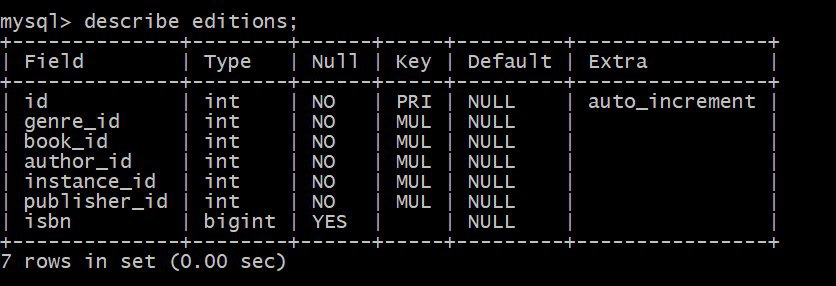 mysql> describe editions;
+--------------+--------+------+-----+---------+----------------+
| Field        | Type   | Null | Key | Default | Extra          |
+--------------+--------+------+-----+---------+----------------+
| id           | int    | NO   | PRI | NULL    | auto_increment |
| genre_id     | int    | NO   | MUL | NULL    |                |
| book_id      | int    | NO   | MUL | NULL    |                |
| author_id    | int    | NO   | MUL | NULL    |                |
| instance_id  | int    | NO   | MUL | NULL    |                |
| publisher_id | int    | NO   | MUL | NULL    |                |
| isbn         | bigint | YES  |     | NULL    |                |
+--------------+--------+------+-----+---------+----------------+
7 rows in set (0.00 sec)